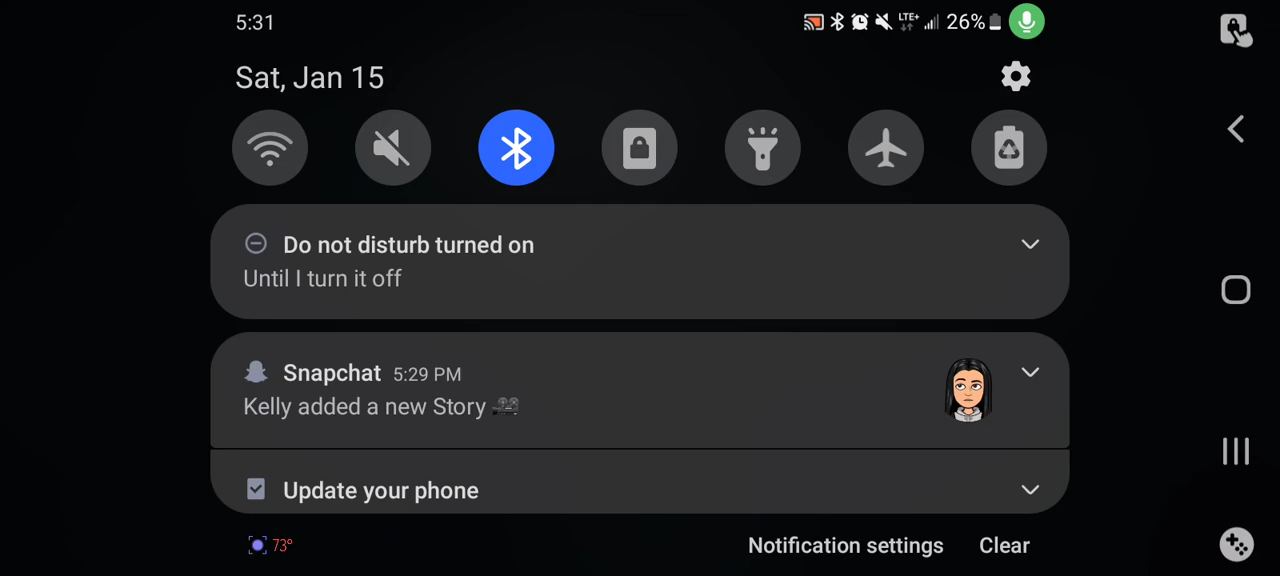 5:31
LTE+ 26%
Sat, Jan 15
Do not disturb turned on
Until I turn it off
Snapchat 5:29 PM
Kelly added a new Story
Update your phone
73°
Notification settings Clear